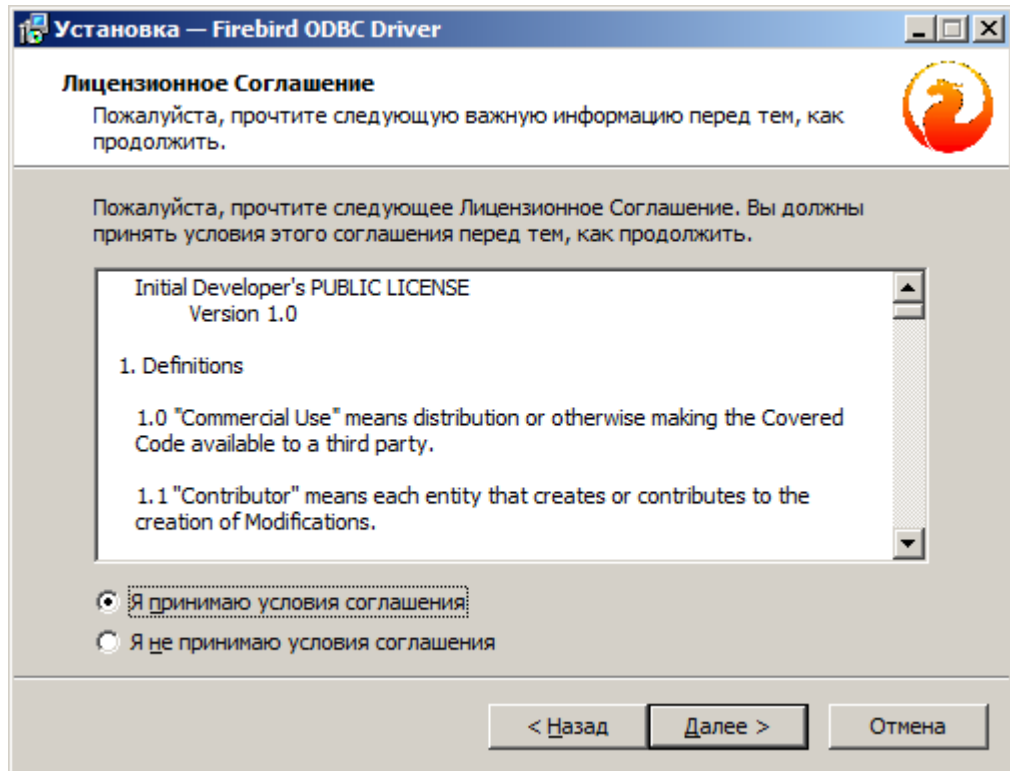 Установка — Firebird ODBC Driver
Лицензионное Соглашение
Пожалуйста, прочтите следующую важную информацию перед тем, как
продолжить.
Пожалуйста, прочтите следующее Лицензионное Соглашение. Вы должны
принять условия этого соглашения перед тем, как продолжить.
Initial Developer's PUBLIC LICENSE
Version 1.0
1. Definitions
1.0 "Commercial Use" means distribution or otherwise making the Covered
Code available to a third party.
1.1 "Contributor" means each entity that creates or contributes to the
creation of Modifications.
Я принимаю условия соглашения
Я не принимаю условия соглашения
< Назад Далее > Отмена